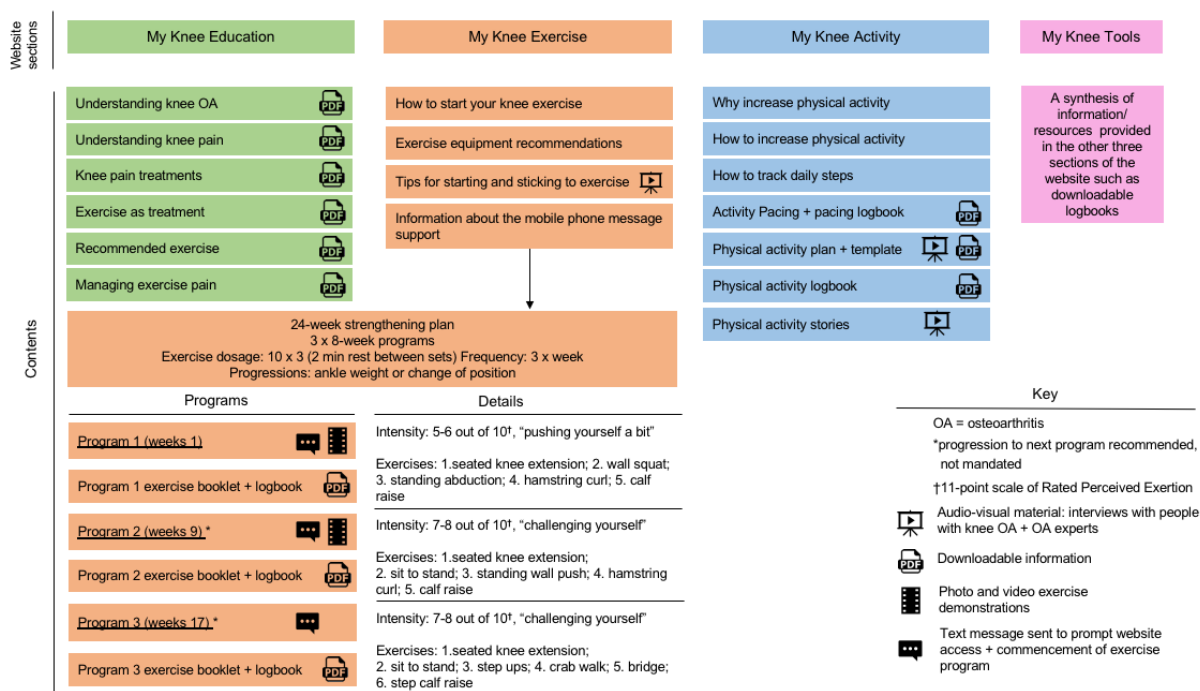 Website
sections
My Knee Education
My Knee Exercise
My Knee Activity
My Knee Tools
Contents
Understanding knee OA
PDF
Understanding knee pain
PDF
Knee pain treatments
PDF
Exercise as treatment
PDF
Recommended exercise
PDF
Managing exercise pain
PDF
How to start your knee exercise
Exercise equipment recommendations
Tips for starting and sticking to exercise
Information about the mobile phone message
support
Why increase physical activity
How to increase physical activity
How to track daily steps
Activity Pacing + pacing logbook
PDF
Physical activity plan + template
PDF
Physical activity logbook
PDF
Physical activity stories
A synthesis of
information/
resources provided
in the other three
sections of the
website such as
downloadable
logbooks
24-week strengthening plan
3 x 8-week programs
Exercise dosage: 10 x 3 (2 min rest between sets) Frequency: 3 x week
Progressions: ankle weight or change of position
Programs
Details
Program 1 (weeks 1)
Program 1 exercise booklet + logbook
PDF
Intensity: 5-6 out of 10†, “pushing yourself a bit”
Exercises: 1.seated knee extension; 2. wall squat;
3. standing abduction; 4. hamstring curl; 5. calf
raise
Program 2 (weeks 9) *
Program 2 exercise booklet + logbook
PDF
Intensity: 7-8 out of 10†, “challenging yourself”
Exercises: 1.seated knee extension;
2. sit to stand; 3. standing wall push; 4. hamstring
curl; 5. calf raise
Program 3 (weeks 17) *
Program 3 exercise booklet + logbook
PDF
Intensity: 7-8 out of 10†, “challenging yourself”
Exercises: 1.seated knee extension;
2. sit to stand; 3. step ups; 4. crab walk; 5. bridge;
6. step calf raise
Key
OA = osteoarthritis
*progression to next program recommended,
not mandated
†11-point scale of Rated Perceived Exertion
Audio-visual material: interviews with people
with knee OA + OA experts
PDF
Downloadable information
Photo and video exercise
demonstrations
Text message sent to prompt website
access + commencement of exercise
program